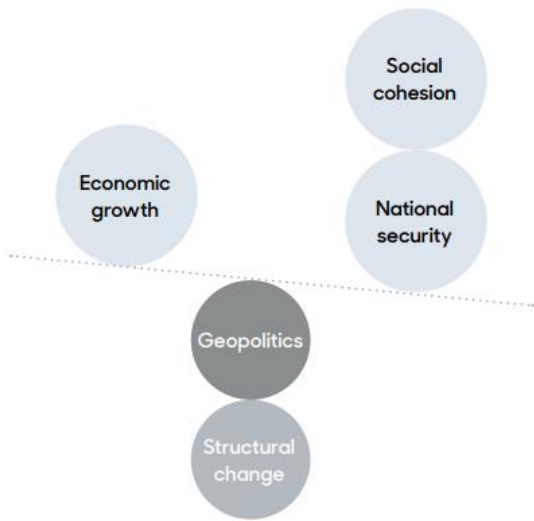 Social
cohesion
Economic
growth
National
security
Geopolitics
Structural
change